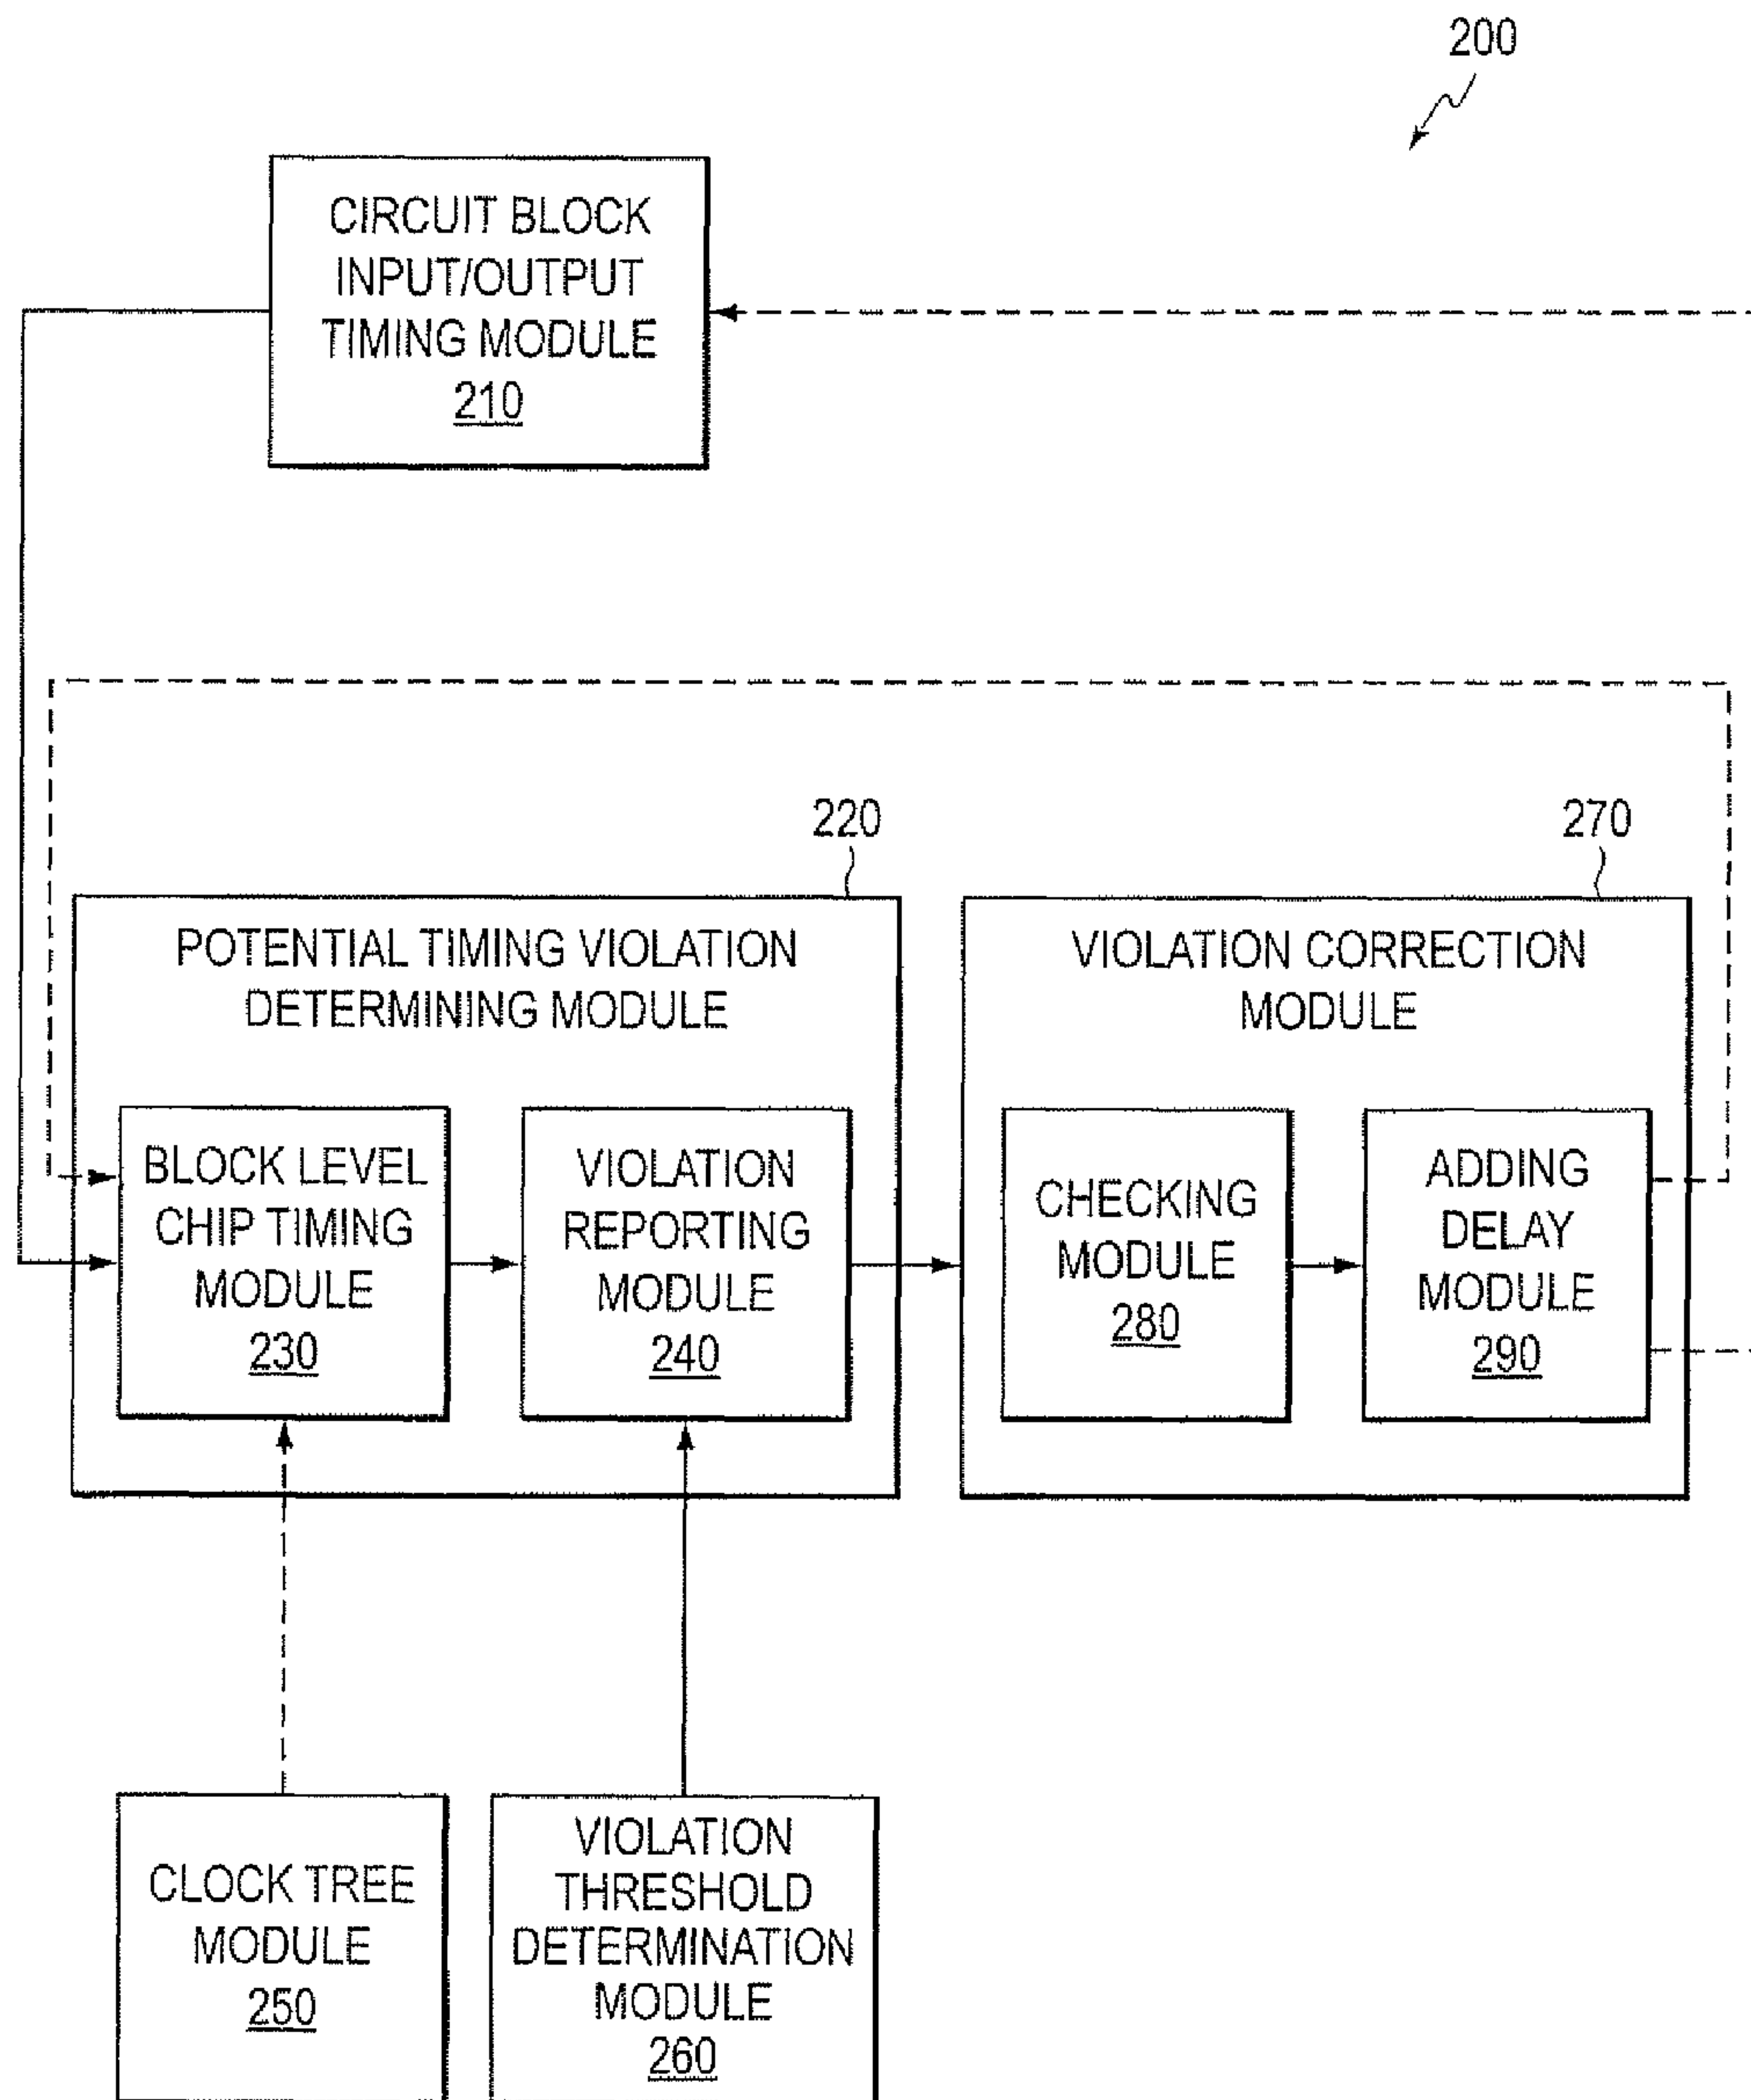 200
CIRCUIT BLOCK
INPUT/OUTPUT
TIMING MODULE
210
220
270
POTENTIAL TIMING VIOLATION
DETERMINING MODULE
VIOLATION CORRECTION
MODULE
BLOCK LEVEL
CHIP TIMING
MODULE
230
VIOLATION
REPORTING
MODULE
240
CHECKING
MODULE
280
ADDING
DELAY
MODULE
290
CLOCK TREE
MODULE
250
VIOLATION
THRESHOLD
DETERMINATION
MODULE
260